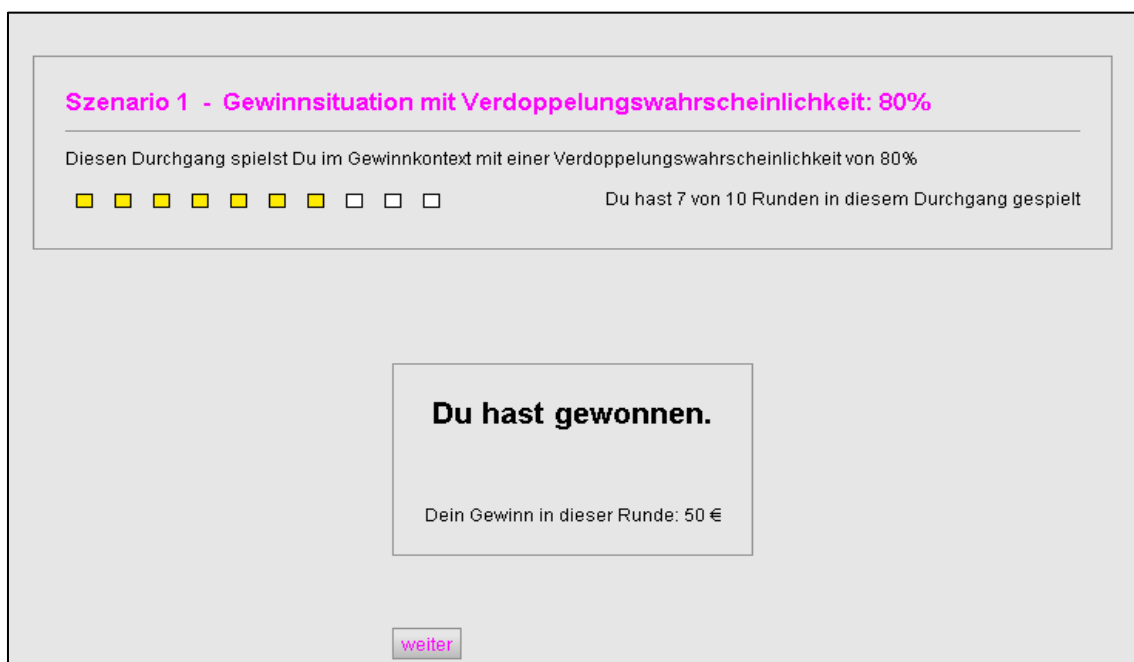 Szenario 1 - Gewinnsituation mit Verdoppelungswahrscheinlichkeit: 80%
Diesen Durchgang spielst Du im Gewinnkontext mit einer Verdoppelungswahrscheinlichkeit von 80%
Du hast 7 von 10 Runden in diesem Durchgang gespielt
Du hast gewonnen.
Dein Gewinn in dieser Runde: 50 €
weiter